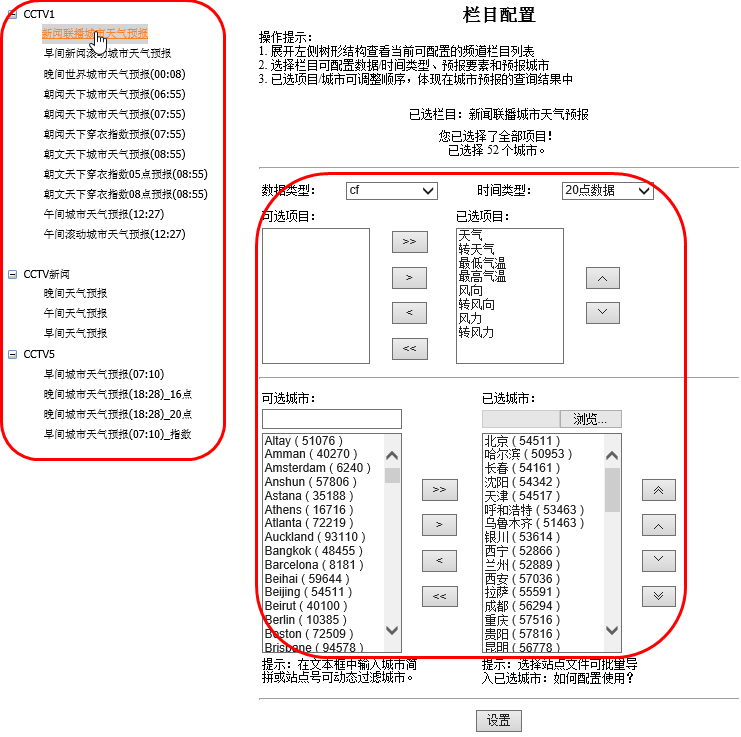 CCTV1
新闻联播城市天气预报
早间新闻滚动城市天气预报
晚间世界城市天气预报(00:08)
朝闻天下城市天气预报(06:55)
朝闻天下城市天气预报(07:55)
朝闻天下穿衣指数预报(07:55)
朝文天下城市天气预报(08:55)
朝文天下穿衣指数05点预报(08:55)
朝文天下穿衣指数08点预报(08:55)
午间城市天气预报(12:27)
午间滚动城市天气预报(12:27)
CCTV新闻
晚间天气预报
午间天气预报
早间天气预报
CCTV5
早间城市天气预报(07:10)
晚间城市天气预报(18:28)_16点
晚间城市天气预报(18:28)_20点
早间城市天气预报(07:10)_指数
栏目配置
操作提示：
1. 展开左侧树形结构查看当前可配置的频道栏目列表
2. 选择栏目可配置数据/时间类型、预报要素和预报城市
3. 已选项目/城市可调整顺序，体现在城市预报的查询结果中
已选栏目：新闻联播城市天气预报
您已选择了全部项目！
已选择 52 个城市。
数据类型： cf 时间类型： 20点数据
可选项目： 已选项目：
>>
>
<
<<
天气
转天气
最低气温
最高气温
风向
转风向
风力
转风力
可选城市： 已选城市：
浏览...
Altay ( 51076 )
Amman ( 40270 )
Amsterdam ( 6240 )
Anshun ( 57806 )
Astana ( 35188 )
Athens ( 16716 )
Atlanta ( 72219 )
Auckland ( 93110 )
Bangkok ( 48455 )
Barcelona ( 8181 )
Beihai ( 59644 )
Beijing ( 54511 )
Beirut ( 40100 )
Berlin ( 10385 )
Boston ( 72509 )
Brisbane ( 94578 )
>>
>
<
<<
北京 ( 54511 )
哈尔滨 ( 50953 )
长春 ( 54161 )
沈阳 ( 54342 )
天津 ( 54517 )
呼和浩特 ( 53463 )
乌鲁木齐 ( 51463 )
银川 ( 53614 )
西宁 ( 52866 )
兰州 ( 52889 )
西安 ( 57036 )
拉萨 ( 55591 )
成都 ( 56294 )
重庆 ( 57516 )
贵阳 ( 57816 )
昆明 ( 56778 )
提示：在文本框中输入城市简
拼或站点号可动态过滤城市。
提示：选择站点文件可批量导
入已选城市：如何配置使用？
设置